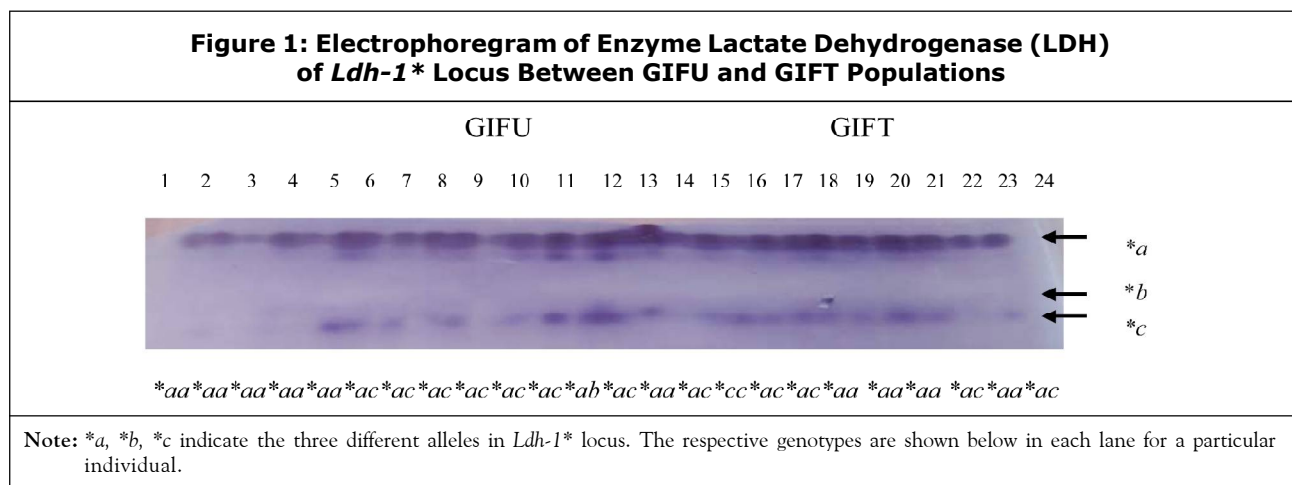 Figure 1: Electrophoregram of Enzyme Lactate Dehydrogenase (LDH)
of Ldh-1* Locus Between GIFU and GIFT Populations
GIFU GIFT
1 2 3 4 5 6 7 8 9 10 11 12 13 14 15 16 17 18 19 20 21 22 23 24
*a
*b
*c
*aa*aa*aa*aa*aa*ac*ac*ac*ac*ac*ac*ab*ac*aa*ac*cc*ac*ac*aa *aa*aa *ac*aa*ac
Note: *a, *b, *c indicate the three different alleles in Ldh-1* locus. The respective genotypes are shown below in each lane for a particular
individual.